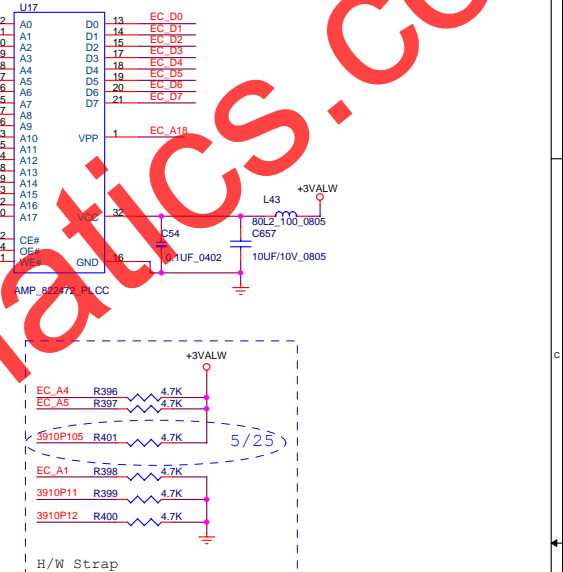 U17
A0 D0 13 EC_D0
A1 D1 14 EC_D1
A2 D2 15 EC_D2
A3 D3 17 EC_D3
A4 D4 18 EC_D4
A5 D5 19 EC_D5
A6 D6 20 EC_D6
A7 D7 21 EC_D7
A8
A9
A10 VPP 1 EC_A18
A11
A12
A13
A14
A15
A16
A17 VCC 32
CE#
OE#
WE# GND 16
AMP_822472_PLCC
L43
+3VALW
80L2_100_0805
C54
C657
0.1UF_0402
10UF/10V_0805
atics.co
+3VALW
EC_A4 R396 4.7K
EC_A5 R397 4.7K
3910P105 R401 4.7K 5/25
EC_A1 R398 4.7K
3910P11 R399 4.7K
3910P12 R400 4.7K
H/W Strap
C